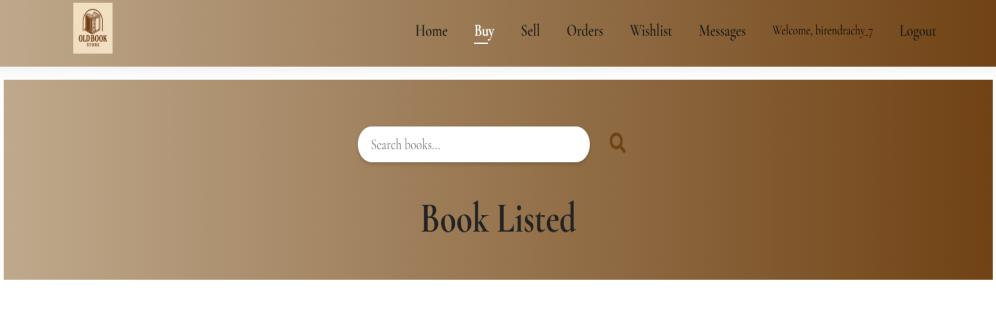 OLD BOOK
STORE
Home Buy Sell Orders Wishlist Messages Welcome, birendrachy_7 Logout
Search books...
Book Listed